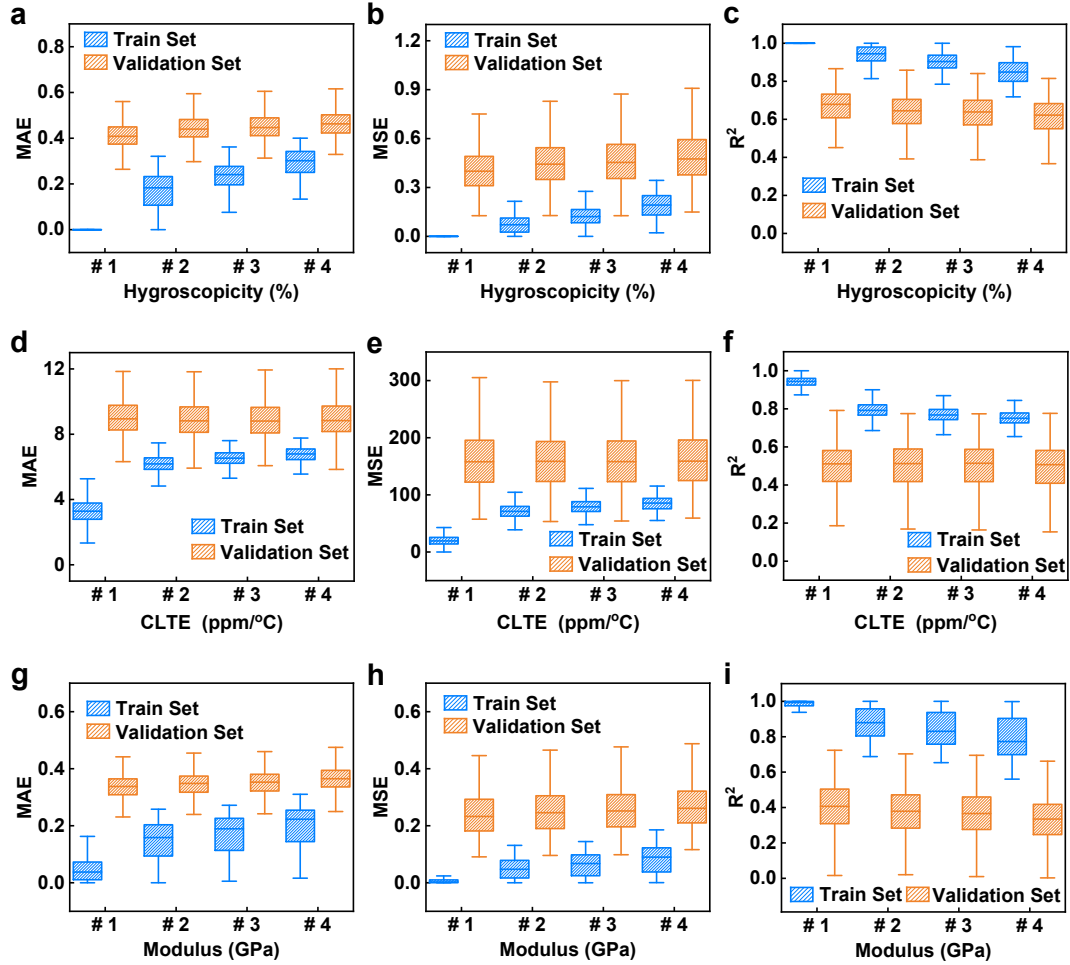 a
MAE
0.8
0.4
0.2
0.0
Train Set
Validation Set
# 1 # 2 # 3 # 4
Hygroscopicity (%)
b
MSE
1.2
0.9
0.6
0.3
0.0
Train Set
Validation Set
# 1 # 2 # 3 # 4
Hygroscopicity (%)
c
R²
1.0
0.8
0.6
0.4
0.2
0.0
Train Set
Validation Set
# 1 # 2 # 3 # 4
Hygroscopicity (%)
d
MAE
12
8
4
0
Train Set
Validation Set
# 1 # 2 # 3 # 4
CLTE (ppm/°C)
e
MSE
300
200
100
0
Train Set
Validation Set
# 1 # 2 # 3 # 4
CLTE (ppm/°C)
f
R²
1.0
0.8
0.6
0.4
0.2
0.0
Train Set
Validation Set
# 1 # 2 # 3 # 4
CLTE (ppm/°C)
g
MAE
0.6
0.4
0.2
0.0
Train Set
Validation Set
# 1 # 2 # 3 # 4
Modulus (GPa)
h
MSE
0.6
0.4
0.2
0.0
Train Set
Validation Set
# 1 # 2 # 3 # 4
Modulus (GPa)
i
R²
1.0
0.8
0.6
0.4
0.2
0.0
Train Set Validation Set
# 1 # 2 # 3 # 4
Modulus (GPa)